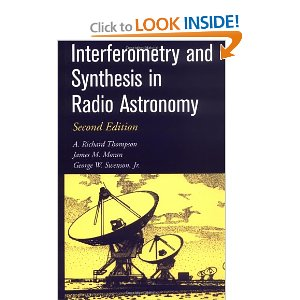 Click to LOOK INSIDE!
Interferometry and
Synthesis in
Radio Astronomy
Second Edition
A. Richard Thompson
James M. Moran
George W. Swenson, Jr.